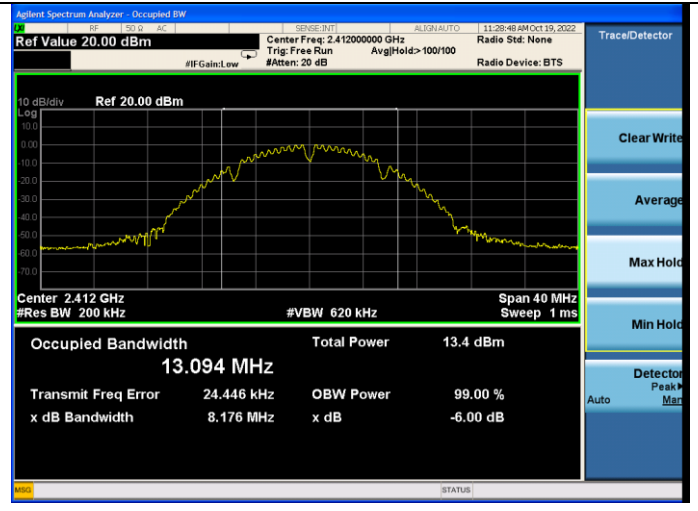 Agilent Spectrum Analyzer - Occupied BW
RF 50 Ω AC SENSE:INT ALIGNAUTO 11:28:48 AM Oct 19, 2022
Ref Value 20.00 dBm Center Freq: 2.412000000 GHz Radio Std: None
Trig: Free Run Avg|Hold:>100/100
#IFGain:Low #Atten: 20 dB Radio Device: BTS
Trace/Detector
10 dB/div Ref 20.00 dBm
Log
10.0
0.00
-10.0
-20.0
-30.0
-40.0
-50.0
-60.0
-70.0
Clear Write
Average
Max Hold
Min Hold
Detector
Peak▶
Auto Man
Center 2.412 GHz Span 40 MHz
#Res BW 200 kHz #VBW 620 kHz Sweep 1 ms
Occupied Bandwidth Total Power 13.4 dBm
13.094 MHz
Transmit Freq Error 24.446 kHz OBW Power 99.00 %
x dB Bandwidth 8.176 MHz x dB -6.00 dB
MSG STATUS